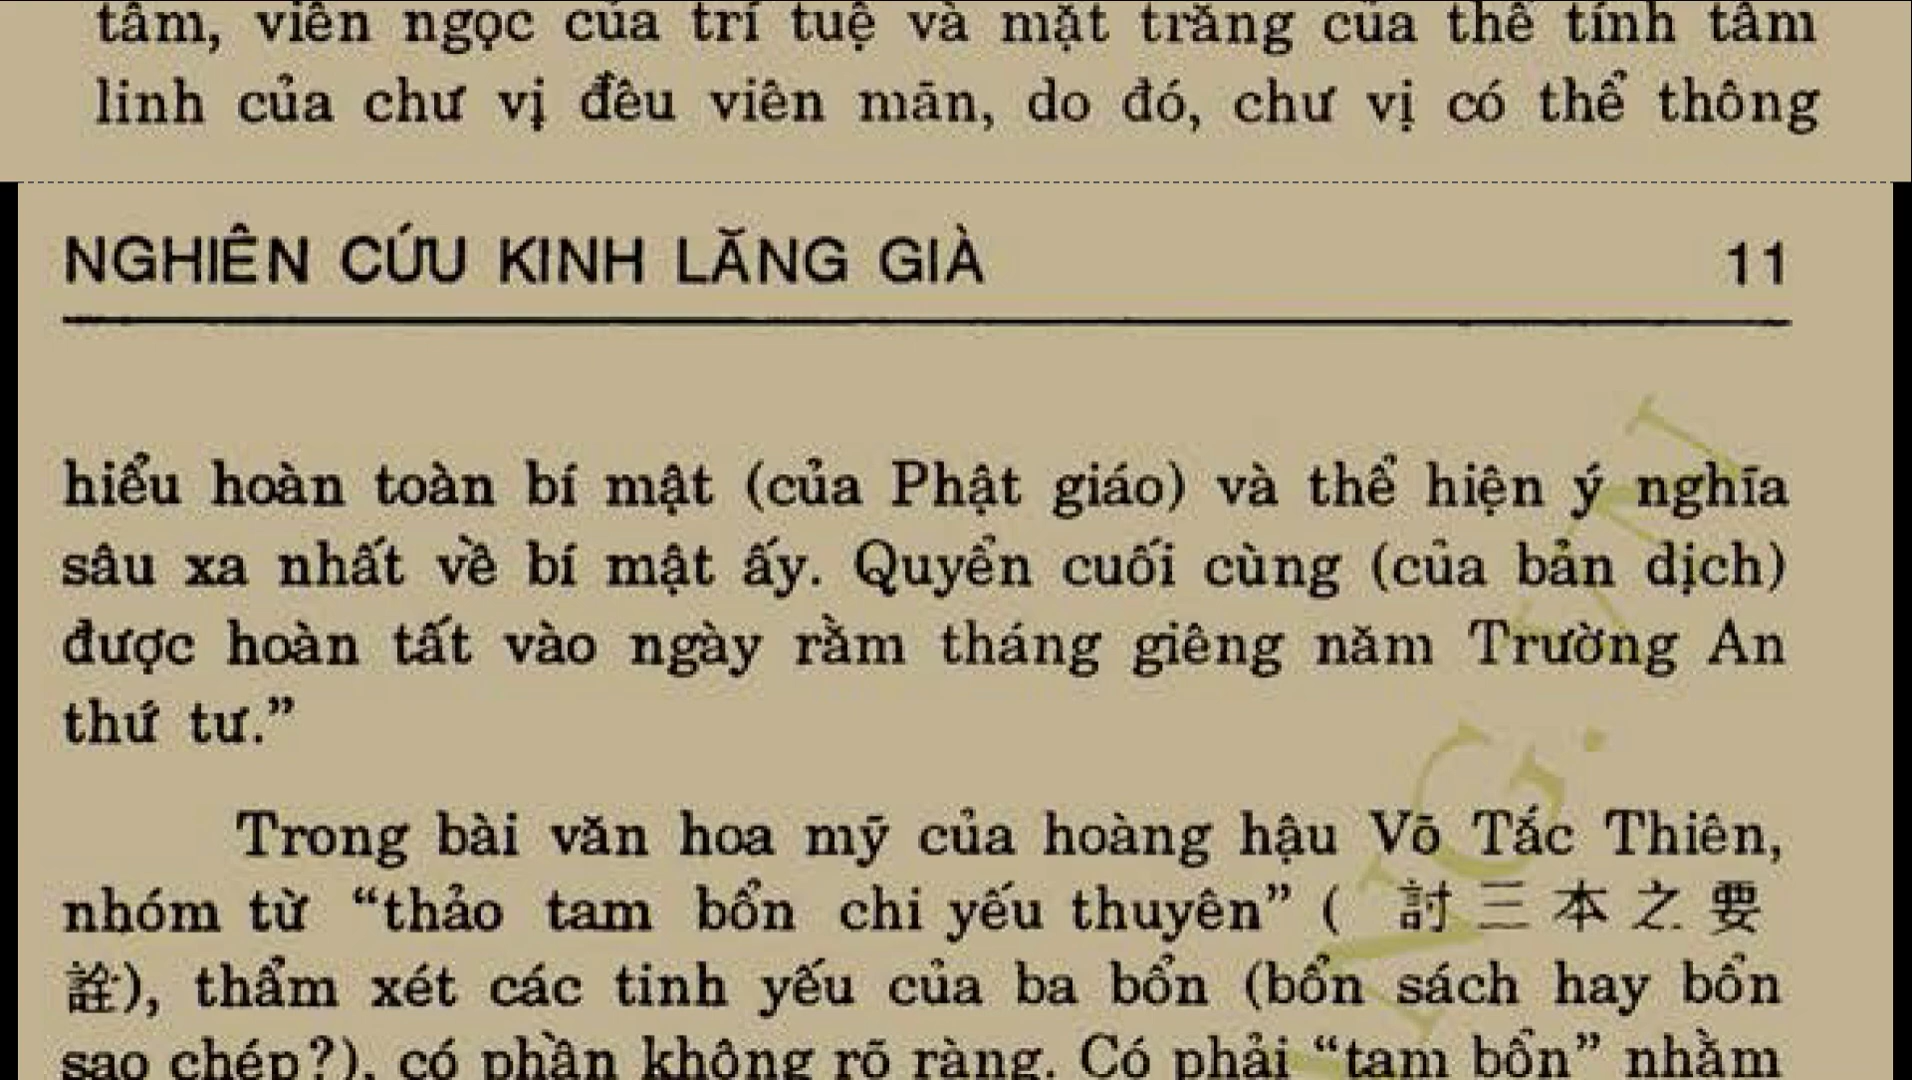 tâm, viên ngọc của trí tuệ và mặt trăng của thể tính tâm
linh của chư vị đều viên mãn, do đó, chư vị có thể thông
NGHIÊN CỨU KINH LĂNG GIÀ 11
hiểu hoàn toàn bí mật (của Phật giáo) và thể hiện ý nghĩa
sâu xa nhất về bí mật ấy. Quyển cuối cùng (của bản dịch)
được hoàn tất vào ngày rằm tháng giêng năm Trường An
thứ tư.”
Trong bài văn hoa mỹ của hoàng hậu Võ Tắc Thiên,
nhóm từ “thảo tam bổn chi yếu thuyên” ( 討 三 本 之 要
詮), thẩm xét các tinh yếu của ba bổn (bổn sách hay bổn
sao chép?), có phần không rõ ràng. Có phải “tam bổn” nhằm